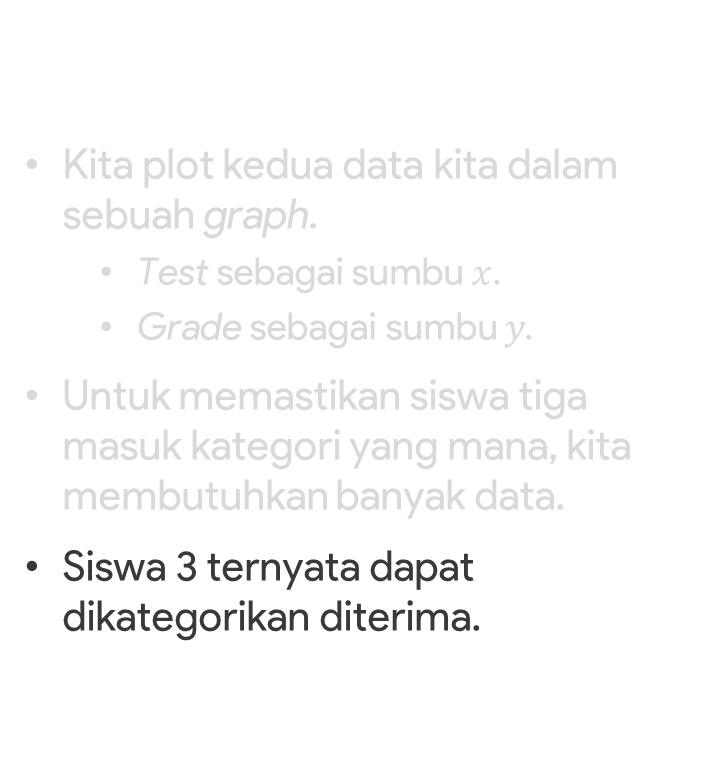 • Kita plot kedua data kita dalam
sebuah graph.
• Test sebagai sumbu x.
• Grade sebagai sumbu y.
• Untuk memastikan siswa tiga
masuk kategori yang mana, kita
membutuhkan banyak data.
• Siswa 3 ternyata dapat
dikategorikan diterima.